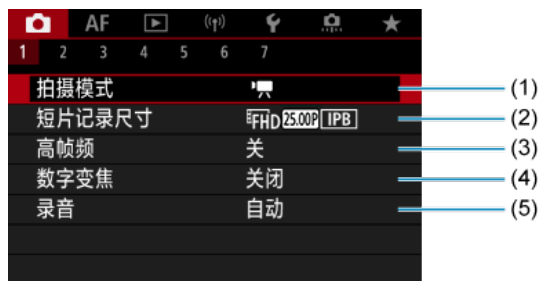 AF
1 2 3 4 5 6 7
拍摄模式 (1)
短片记录尺寸 EFHD 25.00P IPB (2)
高帧频 关 (3)
数字变焦 关闭 (4)
录音 自动 (5)